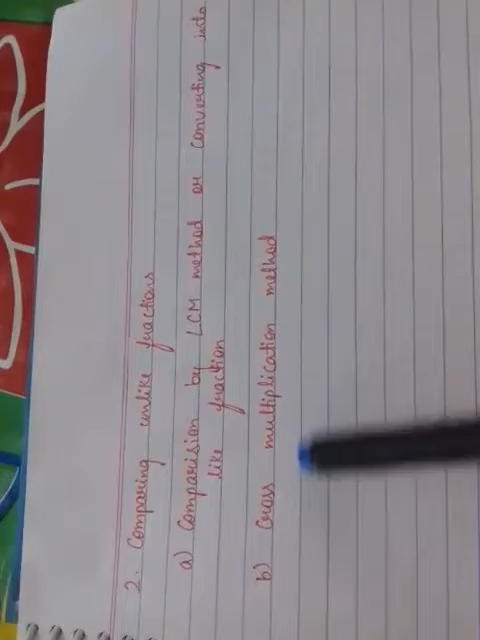 2. Comparing unlike fractions
a) Comparision by LCM method or converting into
like fraction
b) Cross multiplication method